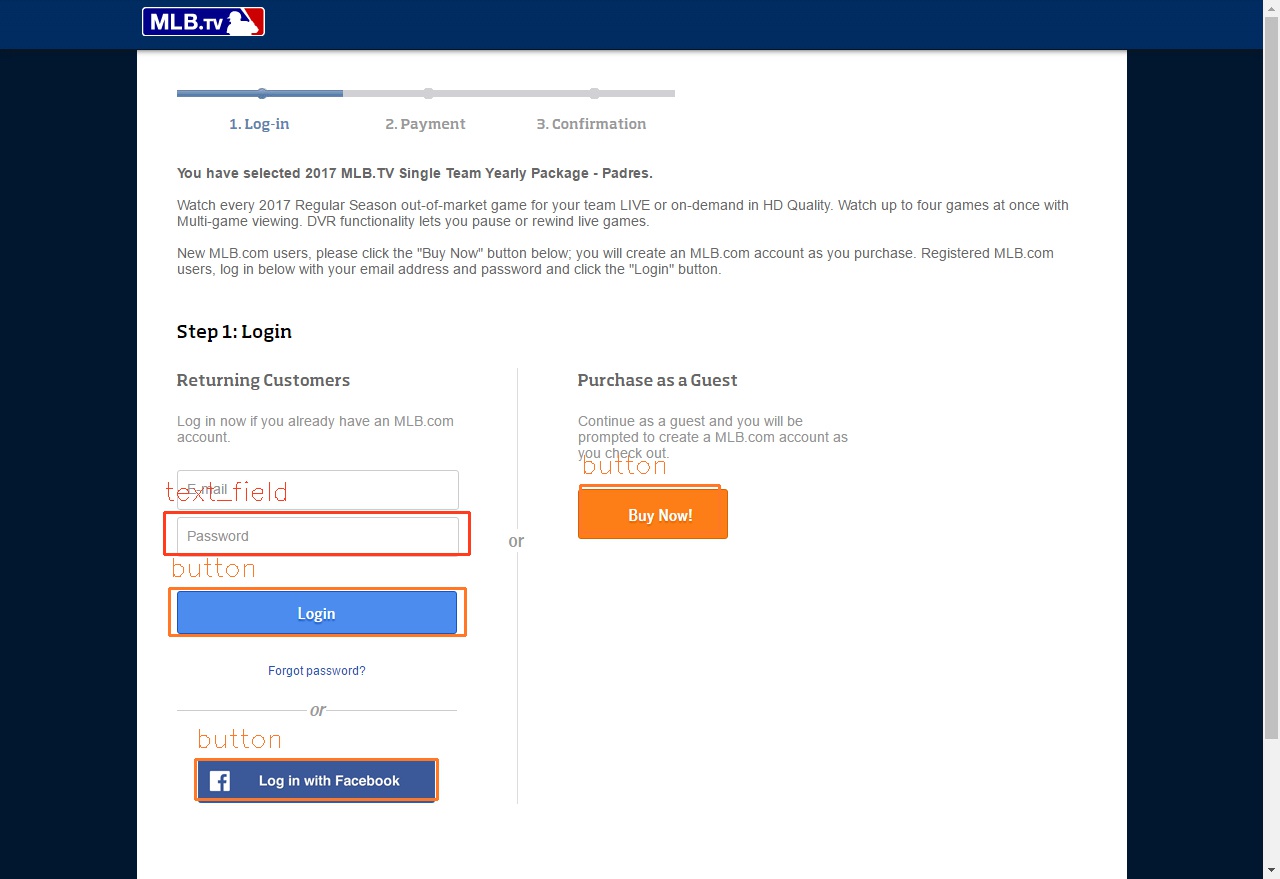 MLB.TV
1. Log-in 2. Payment 3. Confirmation
You have selected 2017 MLB.TV Single Team Yearly Package - Padres.
Watch every 2017 Regular Season out-of-market game for your team LIVE or on-demand in HD Quality. Watch up to four games at once with
Multi-game viewing. DVR functionality lets you pause or rewind live games.
New MLB.com users, please click the "Buy Now" button below; you will create an MLB.com account as you purchase. Registered MLB.com
users, log in below with your email address and password and click the "Login" button.
Step 1: Login
Returning Customers
Log in now if you already have an MLB.com
account.
E-mail
text_field
Password
button
Login
Forgot password?
or
button
Log in with Facebook
or
Purchase as a Guest
Continue as a guest and you will be
prompted to create a MLB.com account as
you check out.
button
Buy Now!